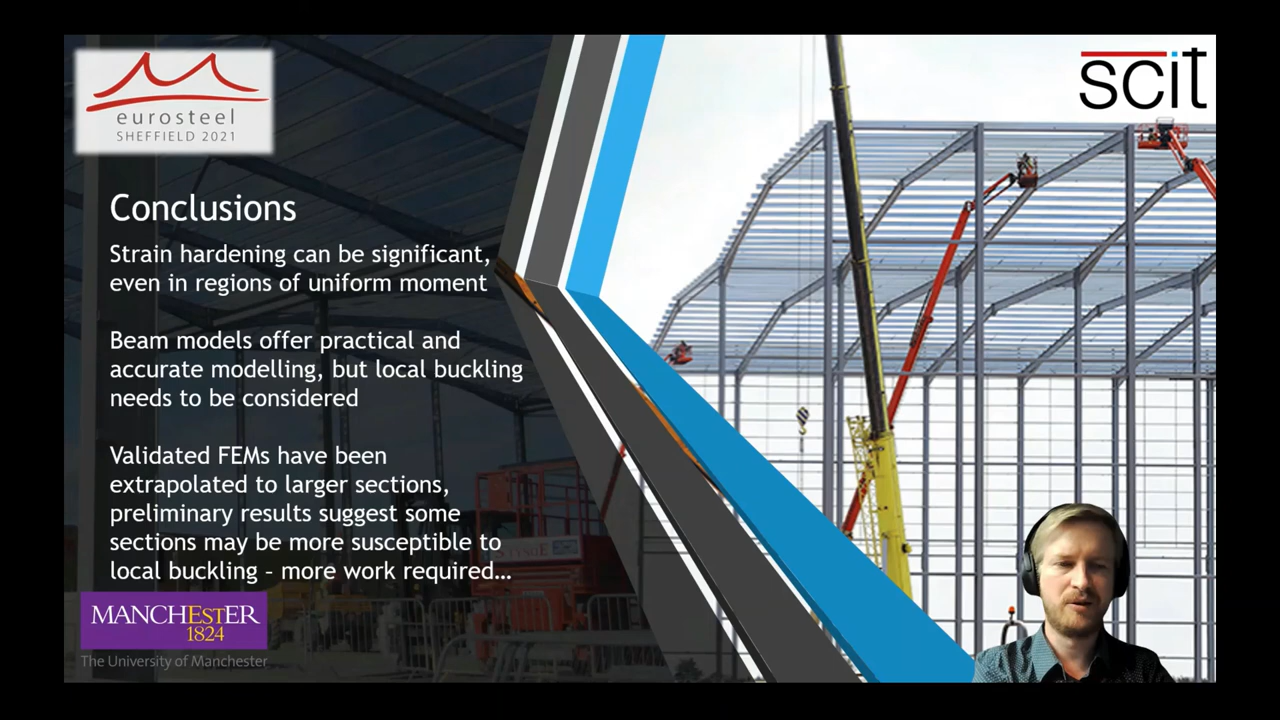 eurosteel
SHEFFIELD 2021
scit
Conclusions
Strain hardening can be significant,
even in regions of uniform moment
Beam models offer practical and
accurate modelling, but local buckling
needs to be considered
Validated FEMs have been
extrapolated to larger sections,
preliminary results suggest some
sections may be more susceptible to
local buckling – more work required…
MANCHESTER
1824
The University of Manchester